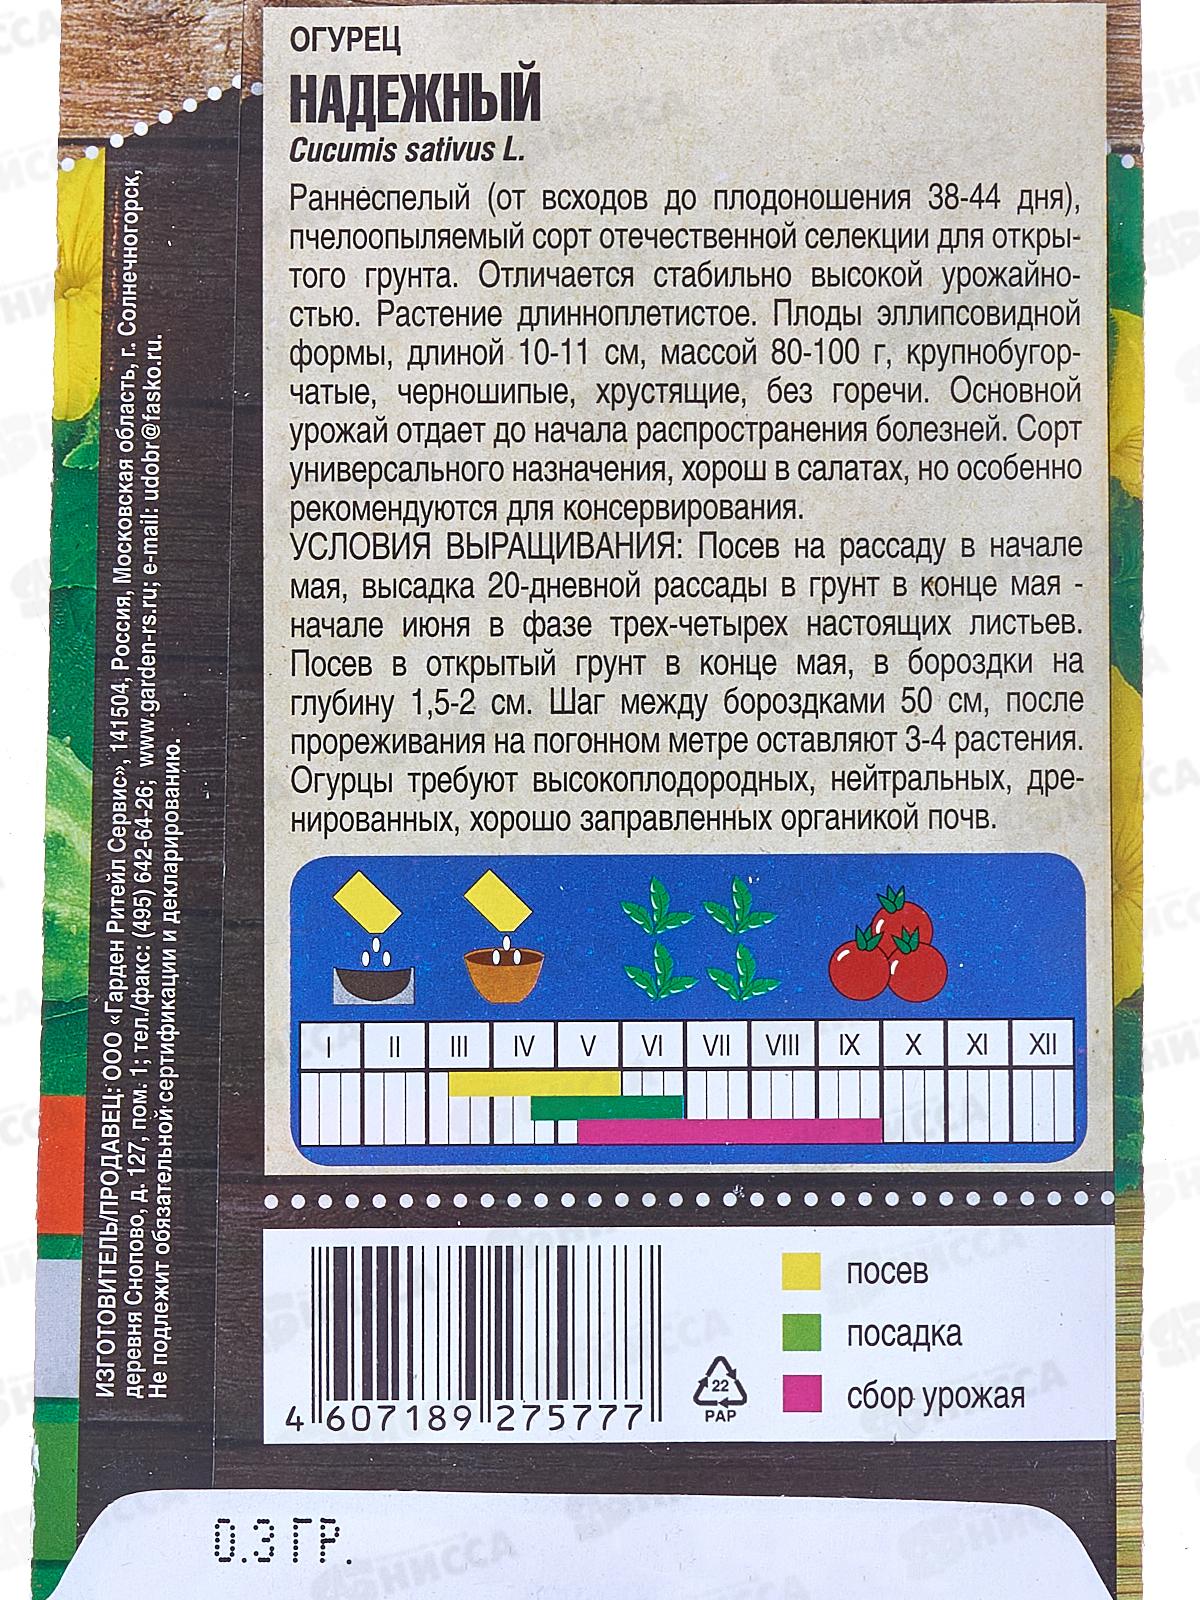 ОГУРЕЦ
НАДЕЖНЫЙ
Cucumis sativus L.
Раннеспелый (от всходов до плодоношения 38-44 дня),
пчелоопыляемый сорт отечественной селекции для откры-
того грунта. Отличается стабильно высокой урожайно-
стью. Растение длинноплетистое. Плоды эллипсовидной
формы, длиной 10-11 см, массой 80-100 г, крупнобугор-
чатые, черношипые, хрустящие, без горечи. Основной
урожай отдает до начала распространения болезней. Сорт
универсального назначения, хорош в салатах, но особенно
рекомендуются для консервирования.
УСЛОВИЯ ВЫРАЩИВАНИЯ: Посев на рассаду в начале
мая, высадка 20-дневной рассады в грунт в конце мая -
начале июня в фазе трех-четырех настоящих листьев.
Посев в открытый грунт в конце мая, в бороздки на
глубину 1,5-2 см. Шаг между бороздками 50 см, после
прореживания на погонном метре оставляют 3-4 растения.
Огурцы требуют высокоплодородных, нейтральных, дре-
нированных, хорошо заправленных органикой почв.
I II III IV V VI VII VIII IX X XI XII
посев
посадка
сбор урожая
22
PAP
4 607189 275777
0.3 ГР.
ИЗГОТОВИТЕЛЬ/ПРОДАВЕЦ: ООО «Гарден Ритейл Сервис», 141504, Россия, Московская область, г. Солнечногорск,
деревня Снопово, д. 127, пом. 1; тел./факс: (495) 642-64-26; www.garden-rs.ru; e-mail: udobr@fasko.ru.
Не подлежит обязательной сертификации и декларированию.